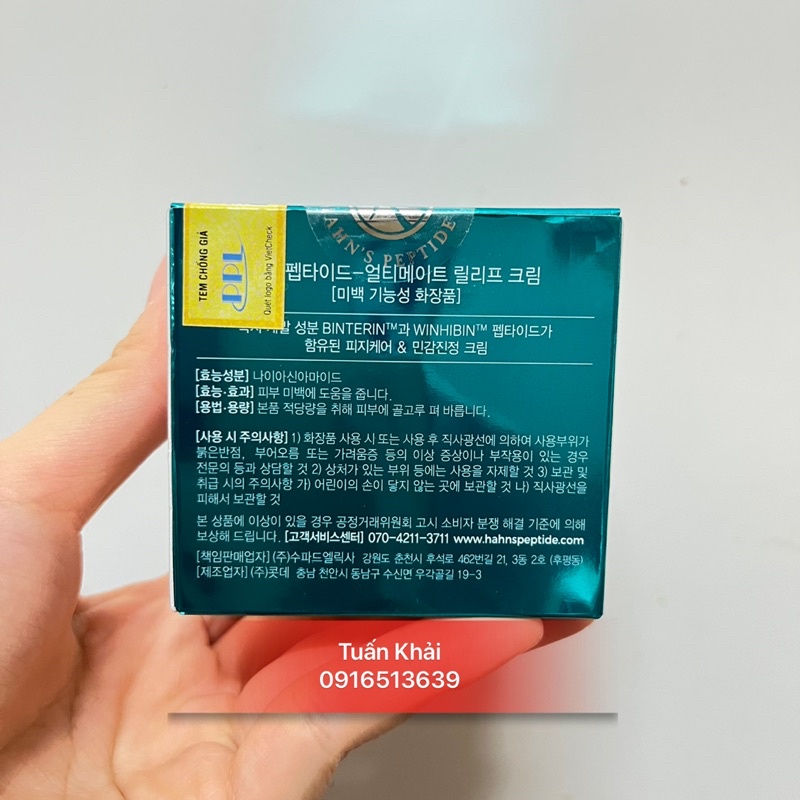 TEM CHỐNG GIẢ
PPL
Quét logo bằng VietCheck
AHN'S PEPTIDE
펩타이드-얼티메이트 릴리프 크림
[미백 기능성 화장품]
성분 BINTERIN™과 WINHIBIN™ 펩타이드가
함유된 피지케어 & 민감진정 크림
[효능성분] 나이아신아마이드
[효능·효과] 피부 미백에 도움을 줍니다.
[용법·용량] 본품 적당량을 취해 피부에 골고루 펴 바릅니다.
[사용 시 주의사항] 1) 화장품 사용 시 또는 사용 후 직사광선에 의하여 사용부위가
붉은반점, 부어오름 또는 가려움증 등의 이상 증상이나 부작용이 있는 경우
전문의 등과 상담할 것 2) 상처가 있는 부위 등에는 사용을 자제할 것 3) 보관 및
취급 시의 주의사항 가) 어린이의 손이 닿지 않는 곳에 보관할 것 나) 직사광선을
피해서 보관할 것
본 상품에 이상이 있을 경우 공정거래위원회 고시 소비자 분쟁 해결 기준에 의해
보상해 드립니다. [고객서비스센터] 070-4211-3711 www.hahnspeptide.com
[책임판매업자] (주)수파드엘릭사 강원도 춘천시 후석로 462번길 21, 3동 2호 (후평동)
[제조업자] (주)콧데 충남 천안시 동남구 수신면 우각골길 19-3
Tuấn Khải
0916513639